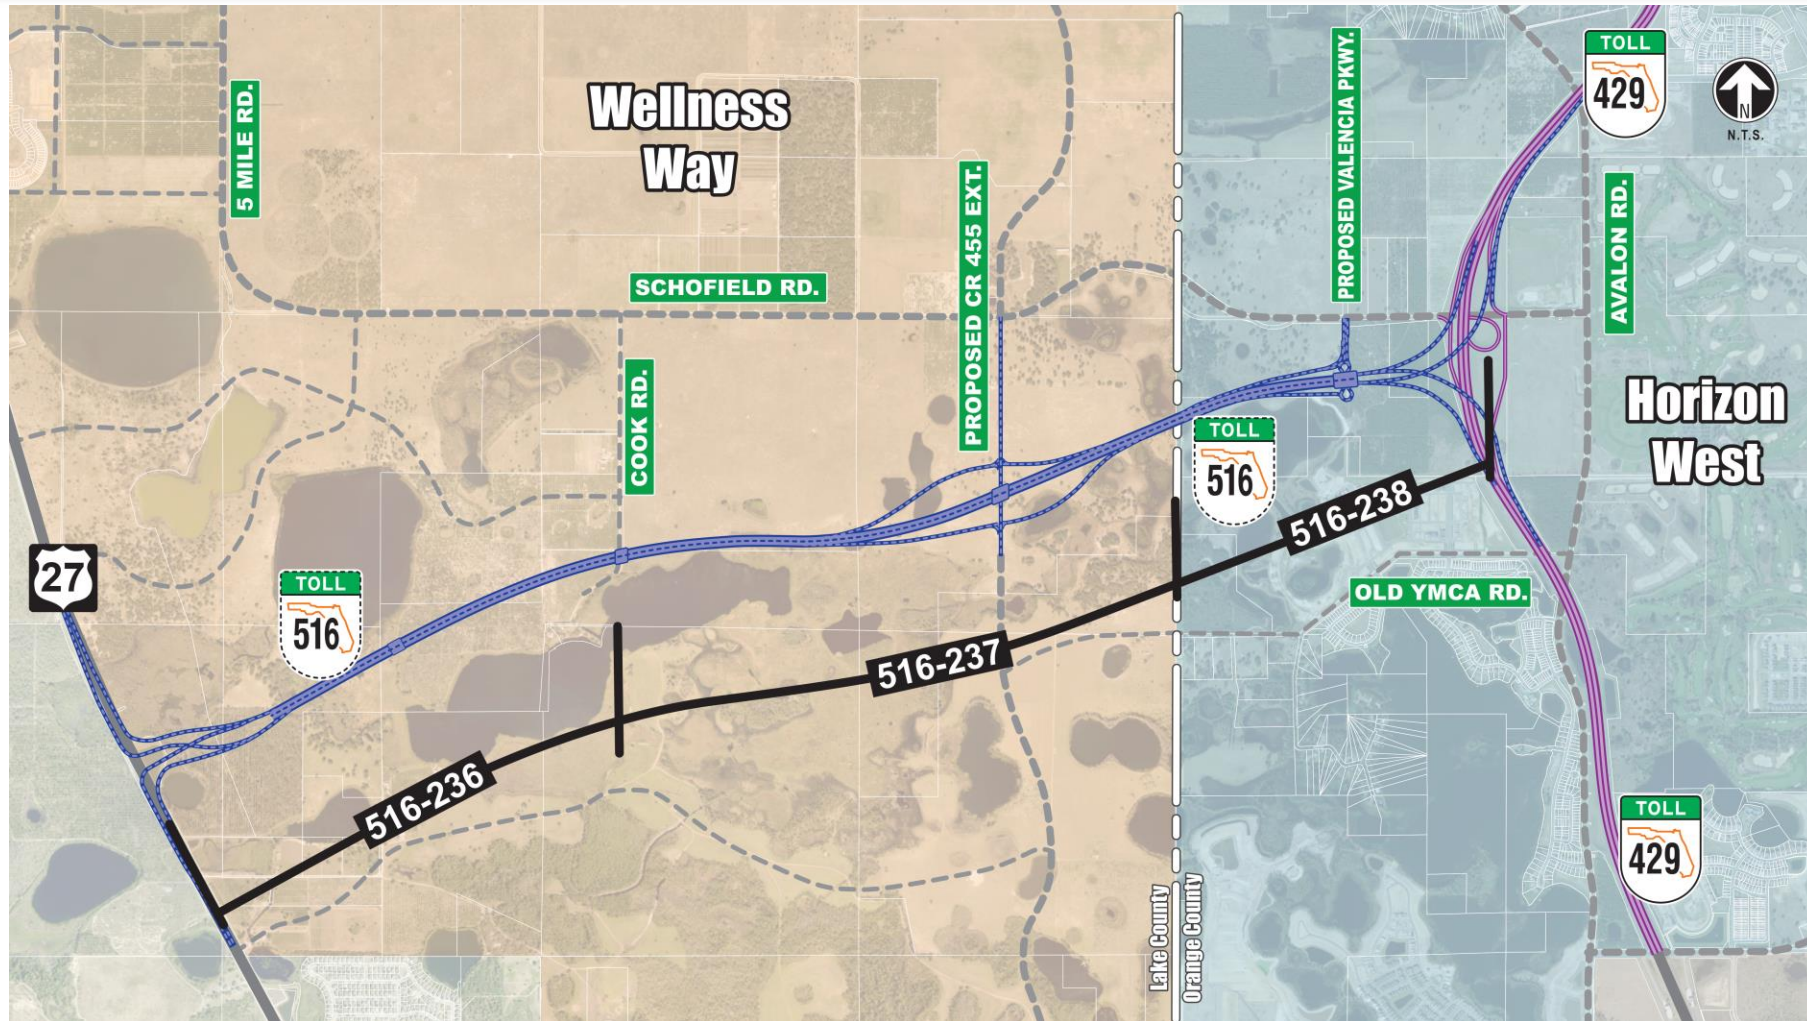 Wellness
Way
5 MILE RD.
SCHOFIELD RD.
COOK RD.
PROPOSED CR 455 EXT.
PROPOSED VALENCIA PKWY.
TOLL
429
N
N.T.S.
AVALON RD.
Horizon
West
TOLL
516
516-238
OLD YMCA RD.
27
TOLL
516
516-237
516-236
TOLL
429
Lake County
Orange County